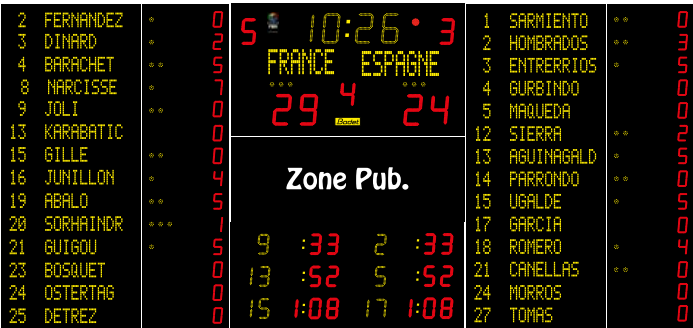 2 FERNANDEZ 0
3 DINARD 2
4 BARACHET 5
8 NARCISSE 7
9 JOLI 0
13 KARABATIC 0
15 GILLE 0
16 JUNILLON 4
19 ABALO 5
20 SORHAINDR 1
21 GUIGOU 5
23 BOSQUET 0
24 OSTERTAG 0
25 DETREZ 0
5 10:26 3
FRANCE ESPAGNE
29 4 24
Bodet
Zone Pub.
9 :33 2 :33
13 :52 5 :52
15 1:08 17 1:08
1 SARMIENTO 0
2 HOMBRADOS 3
3 ENTRERRIOS 5
4 GURBINDO 0
5 MAQUEDA 0
12 SIERRA 2
13 AGUINAGALD 5
14 PARRONDO 0
15 UGALDE 5
17 GARCIA 0
18 ROMERO 4
21 CANELLAS 0
24 MORROS 0
27 TOMAS 0